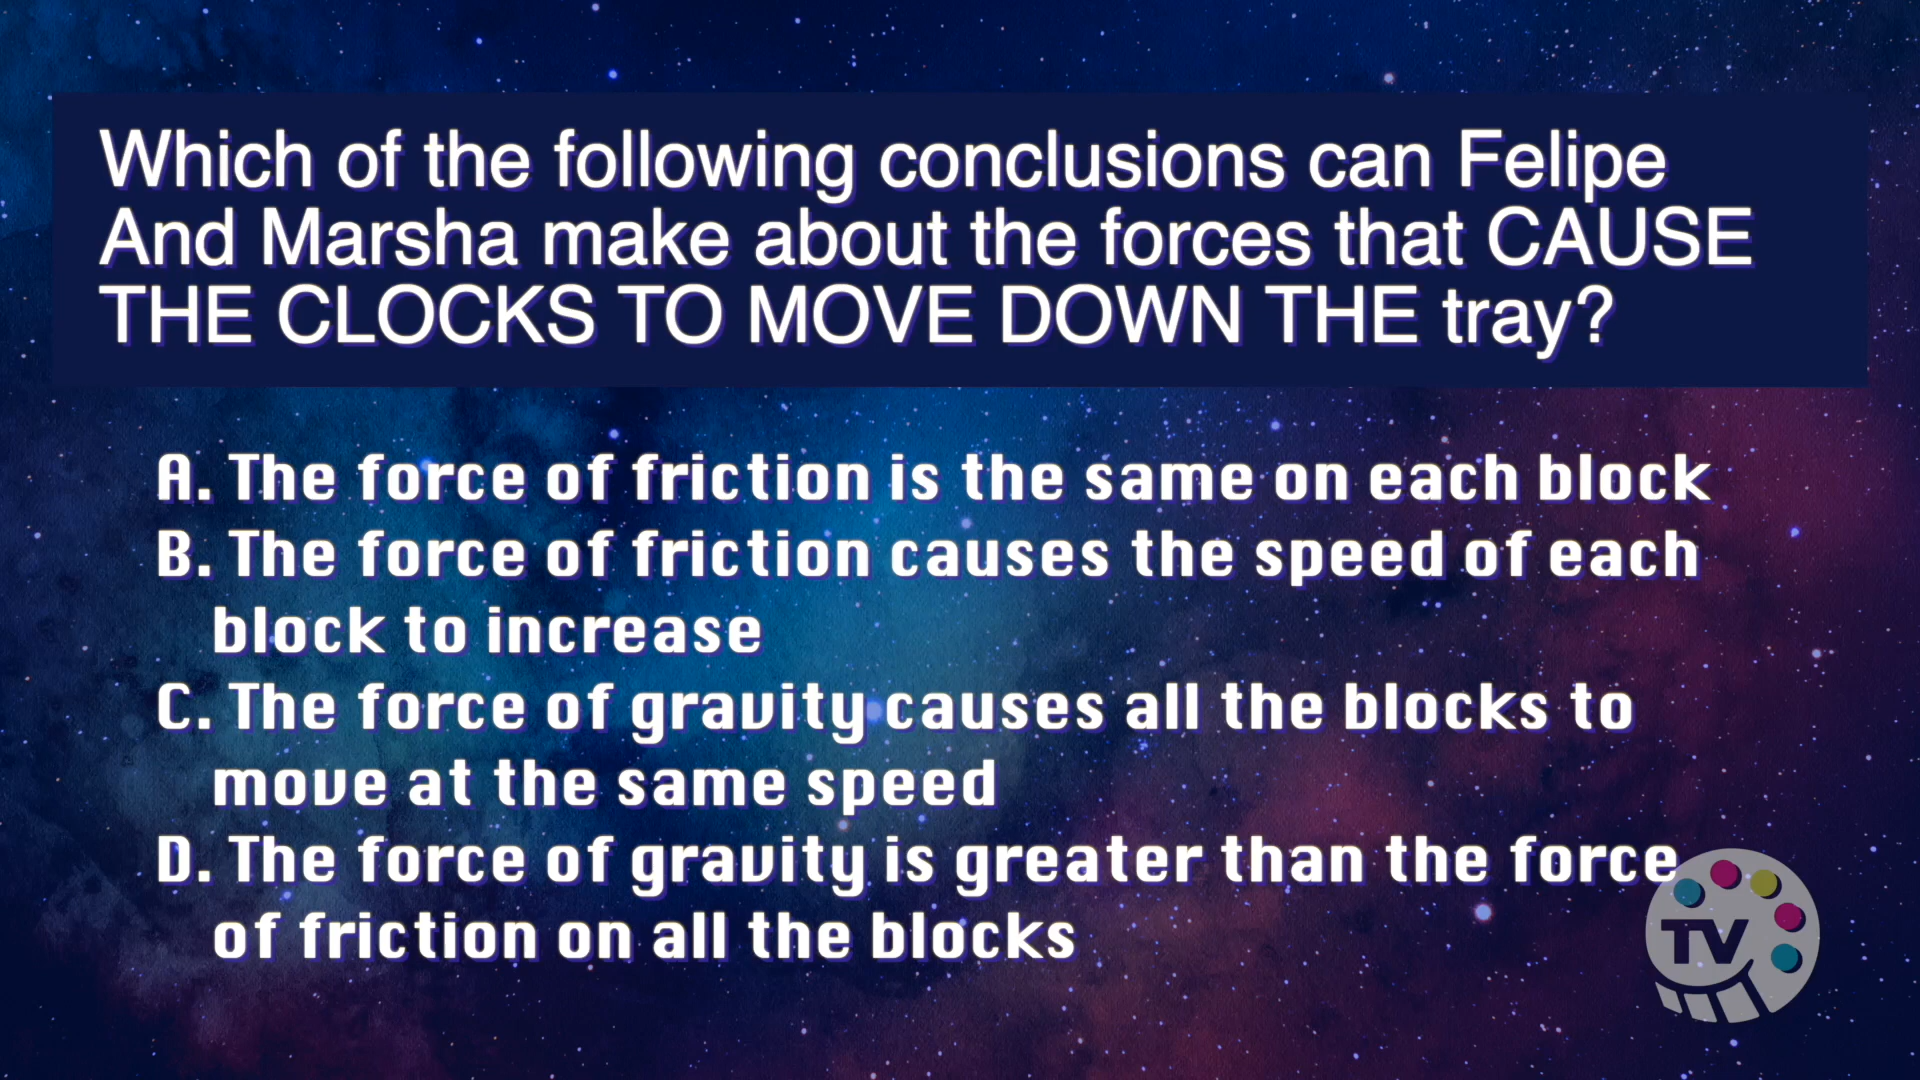 Which of the following conclusions can Felipe
And Marsha make about the forces that CAUSE
THE CLOCKS TO MOVE DOWN THE tray?
A. The force of friction is the same on each block
B. The force of friction causes the speed of each
block to increase
C. The force of gravity causes all the blocks to
move at the same speed
D. The force of gravity is greater than the force
of friction on all the blocks
TV